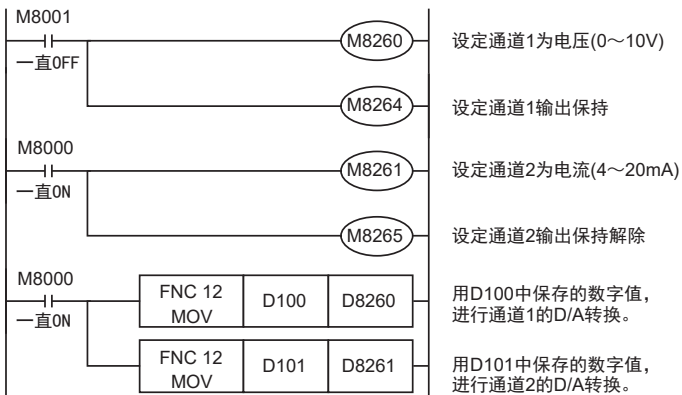 M8001
一直OFF
M8260
设定通道1为电压(0～10V)
M8264
设定通道1输出保持
M8000
一直ON
M8261
设定通道2为电流(4～20mA)
M8265
设定通道2输出保持解除
M8000
一直ON
FNC 12
MOV
D100
D8260
用D100中保存的数字值，
进行通道1的D/A转换。
FNC 12
MOV
D101
D8261
用D101中保存的数字值，
进行通道2的D/A转换。